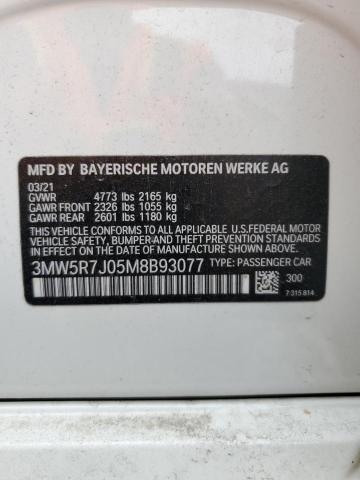 MFD BY BAYERISCHE MOTOREN WERKE AG
03/21
GVWR 4773 lbs 2165 kg
GAWR FRONT 2326 lbs 1055 kg
GAWR REAR 2601 lbs 1180 kg
THIS VEHICLE CONFORMS TO ALL APPLICABLE
U.S.FEDERAL MOTOR
VEHICLE SAFETY, BUMPER, AND THEFT PREVENTION STANDARDS
IN EFFECT ON THE DATE OF MANUFACTURE SHOWN ABOVE.
3MW5R7J05M8B93077 TYPE: PASSENGER CAR
300
7 315 814